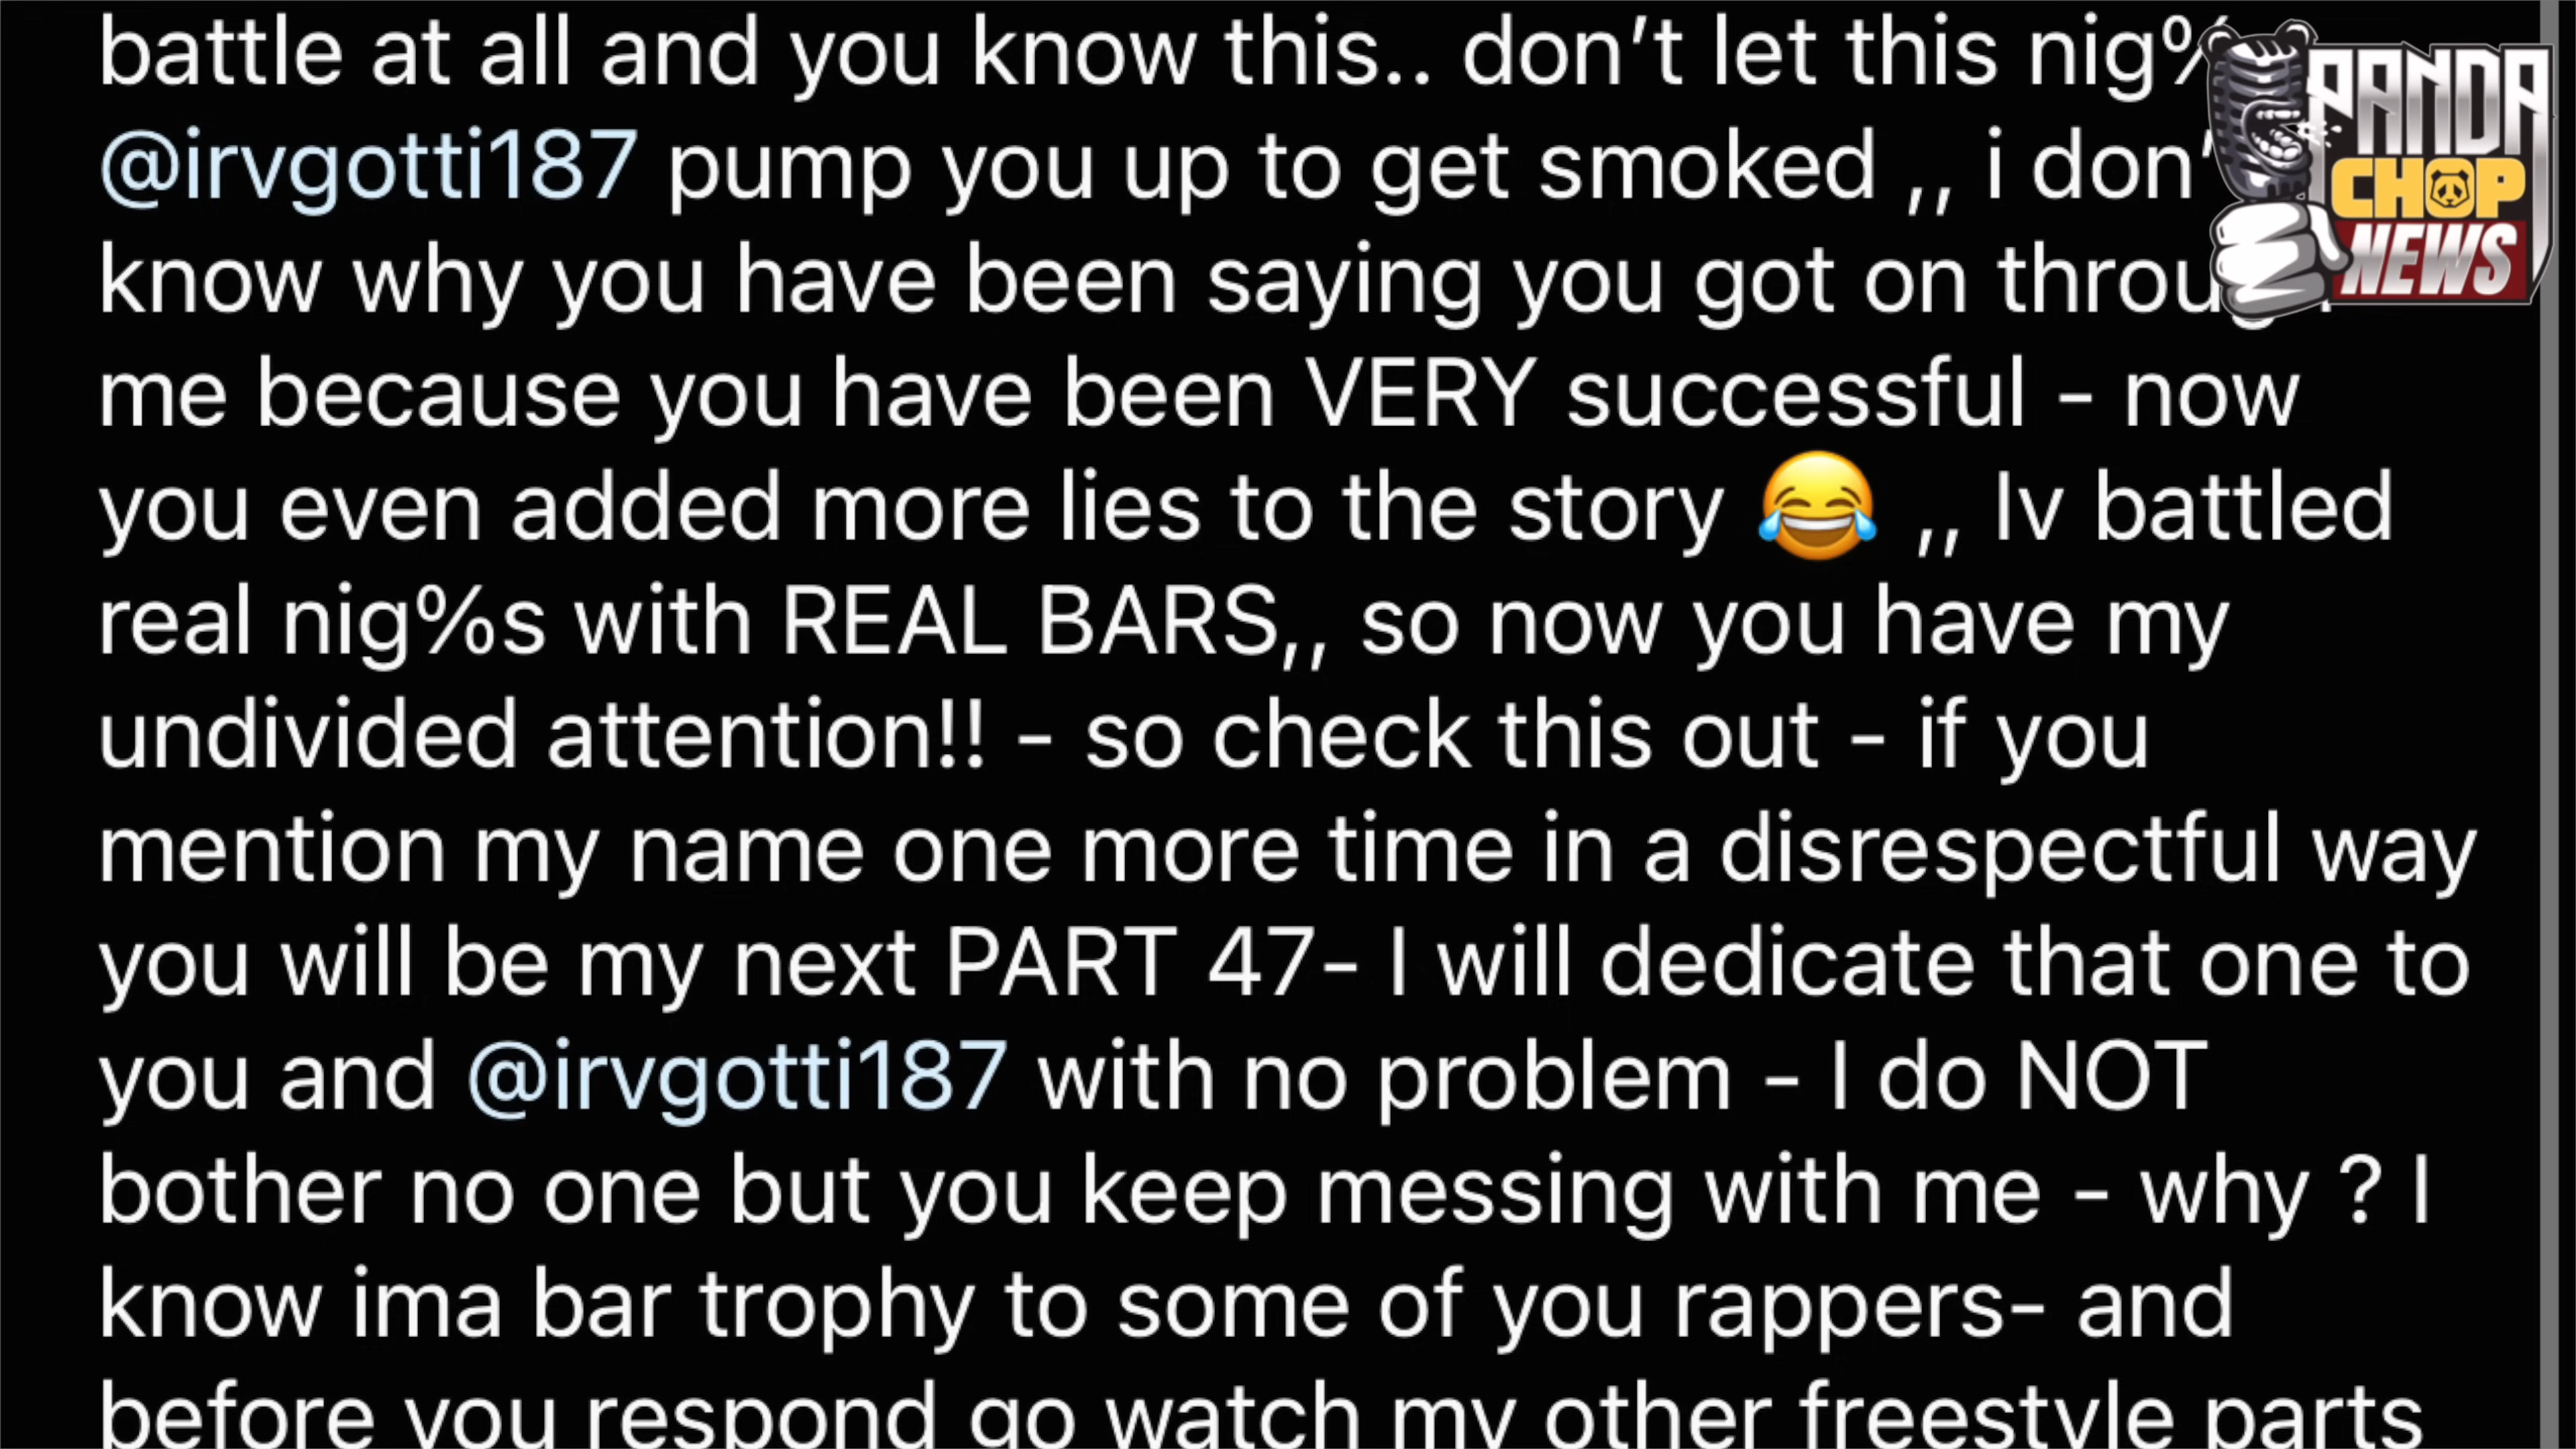 battle at all and you know this.. don’t let this nig%
@irvgotti187 pump you up to get smoked ,, i don’
know why you have been saying you got on throug
me because you have been VERY successful - now
you even added more lies to the story 😂 ,, Iv battled
real nig%s with REAL BARS,, so now you have my
undivided attention!! - so check this out - if you
mention my name one more time in a disrespectful way
you will be my next PART 47- I will dedicate that one to
you and @irvgotti187 with no problem - I do NOT
bother no one but you keep messing with me - why ? I
know ima bar trophy to some of you rappers- and
before you respond go watch my other freestyle parts
PANDA
CHOP
NEWS